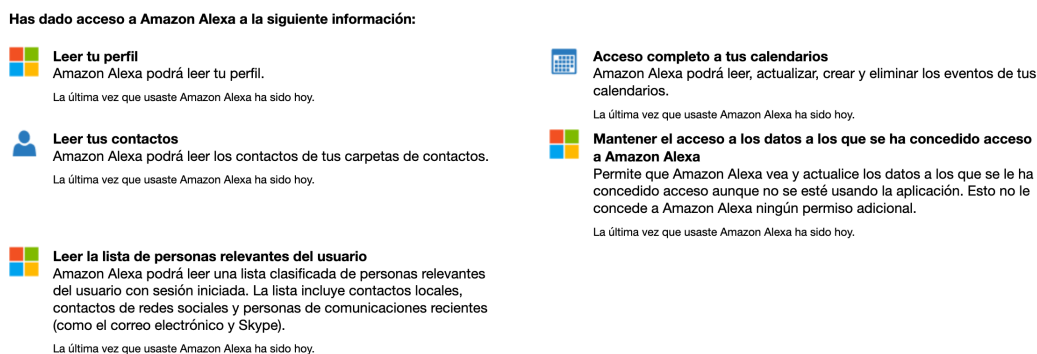 Has dado acceso a Amazon Alexa a la siguiente información:
Leer tu perfil
Amazon Alexa podrá leer tu perfil.
La última vez que usaste Amazon Alexa ha sido hoy.
Acceso completo a tus calendarios
Amazon Alexa podrá leer, actualizar, crear y eliminar los eventos de tus
calendarios.
La última vez que usaste Amazon Alexa ha sido hoy.
Leer tus contactos
Amazon Alexa podrá leer los contactos de tus carpetas de contactos.
La última vez que usaste Amazon Alexa ha sido hoy.
Mantener el acceso a los datos a los que se ha concedido acceso
a Amazon Alexa
Permite que Amazon Alexa vea y actualice los datos a los que se le ha
concedido acceso aunque no se esté usando la aplicación. Esto no le
concede a Amazon Alexa ningún permiso adicional.
La última vez que usaste Amazon Alexa ha sido hoy.
Leer la lista de personas relevantes del usuario
Amazon Alexa podrá leer una lista clasificada de personas relevantes
del usuario con sesión iniciada. La lista incluye contactos locales,
contactos de redes sociales y personas de comunicaciones recientes
(como el correo electrónico y Skype).
La última vez que usaste Amazon Alexa ha sido hoy.